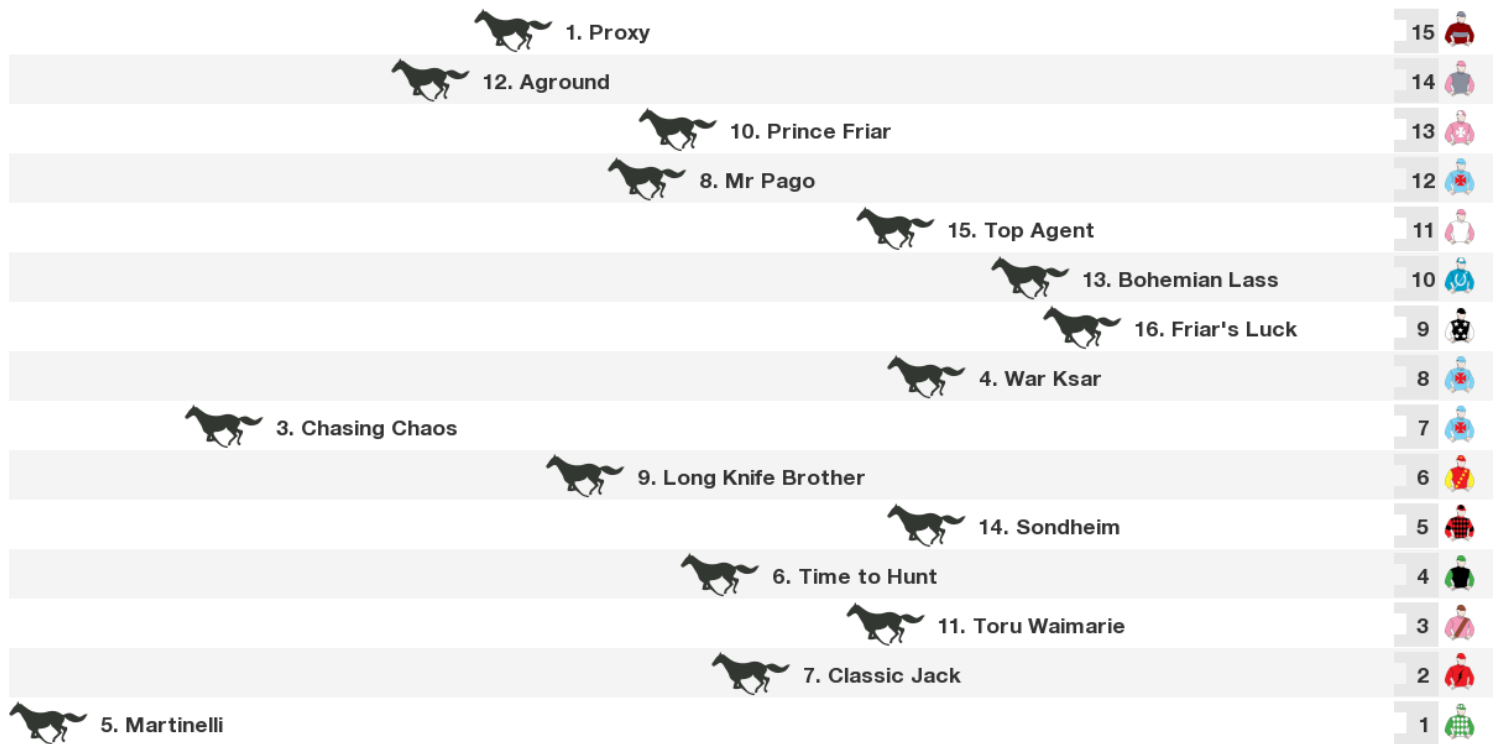 1. Proxy 15
12. Aground 14
10. Prince Friar 13
8. Mr Pago 12
15. Top Agent 11
13. Bohemian Lass 10
16. Friar's Luck 9
4. War Ksar 8
3. Chasing Chaos 7
9. Long Knife Brother 6
14. Sondheim 5
6. Time to Hunt 4
11. Toru Waimarie 3
7. Classic Jack 2
5. Martinelli 1